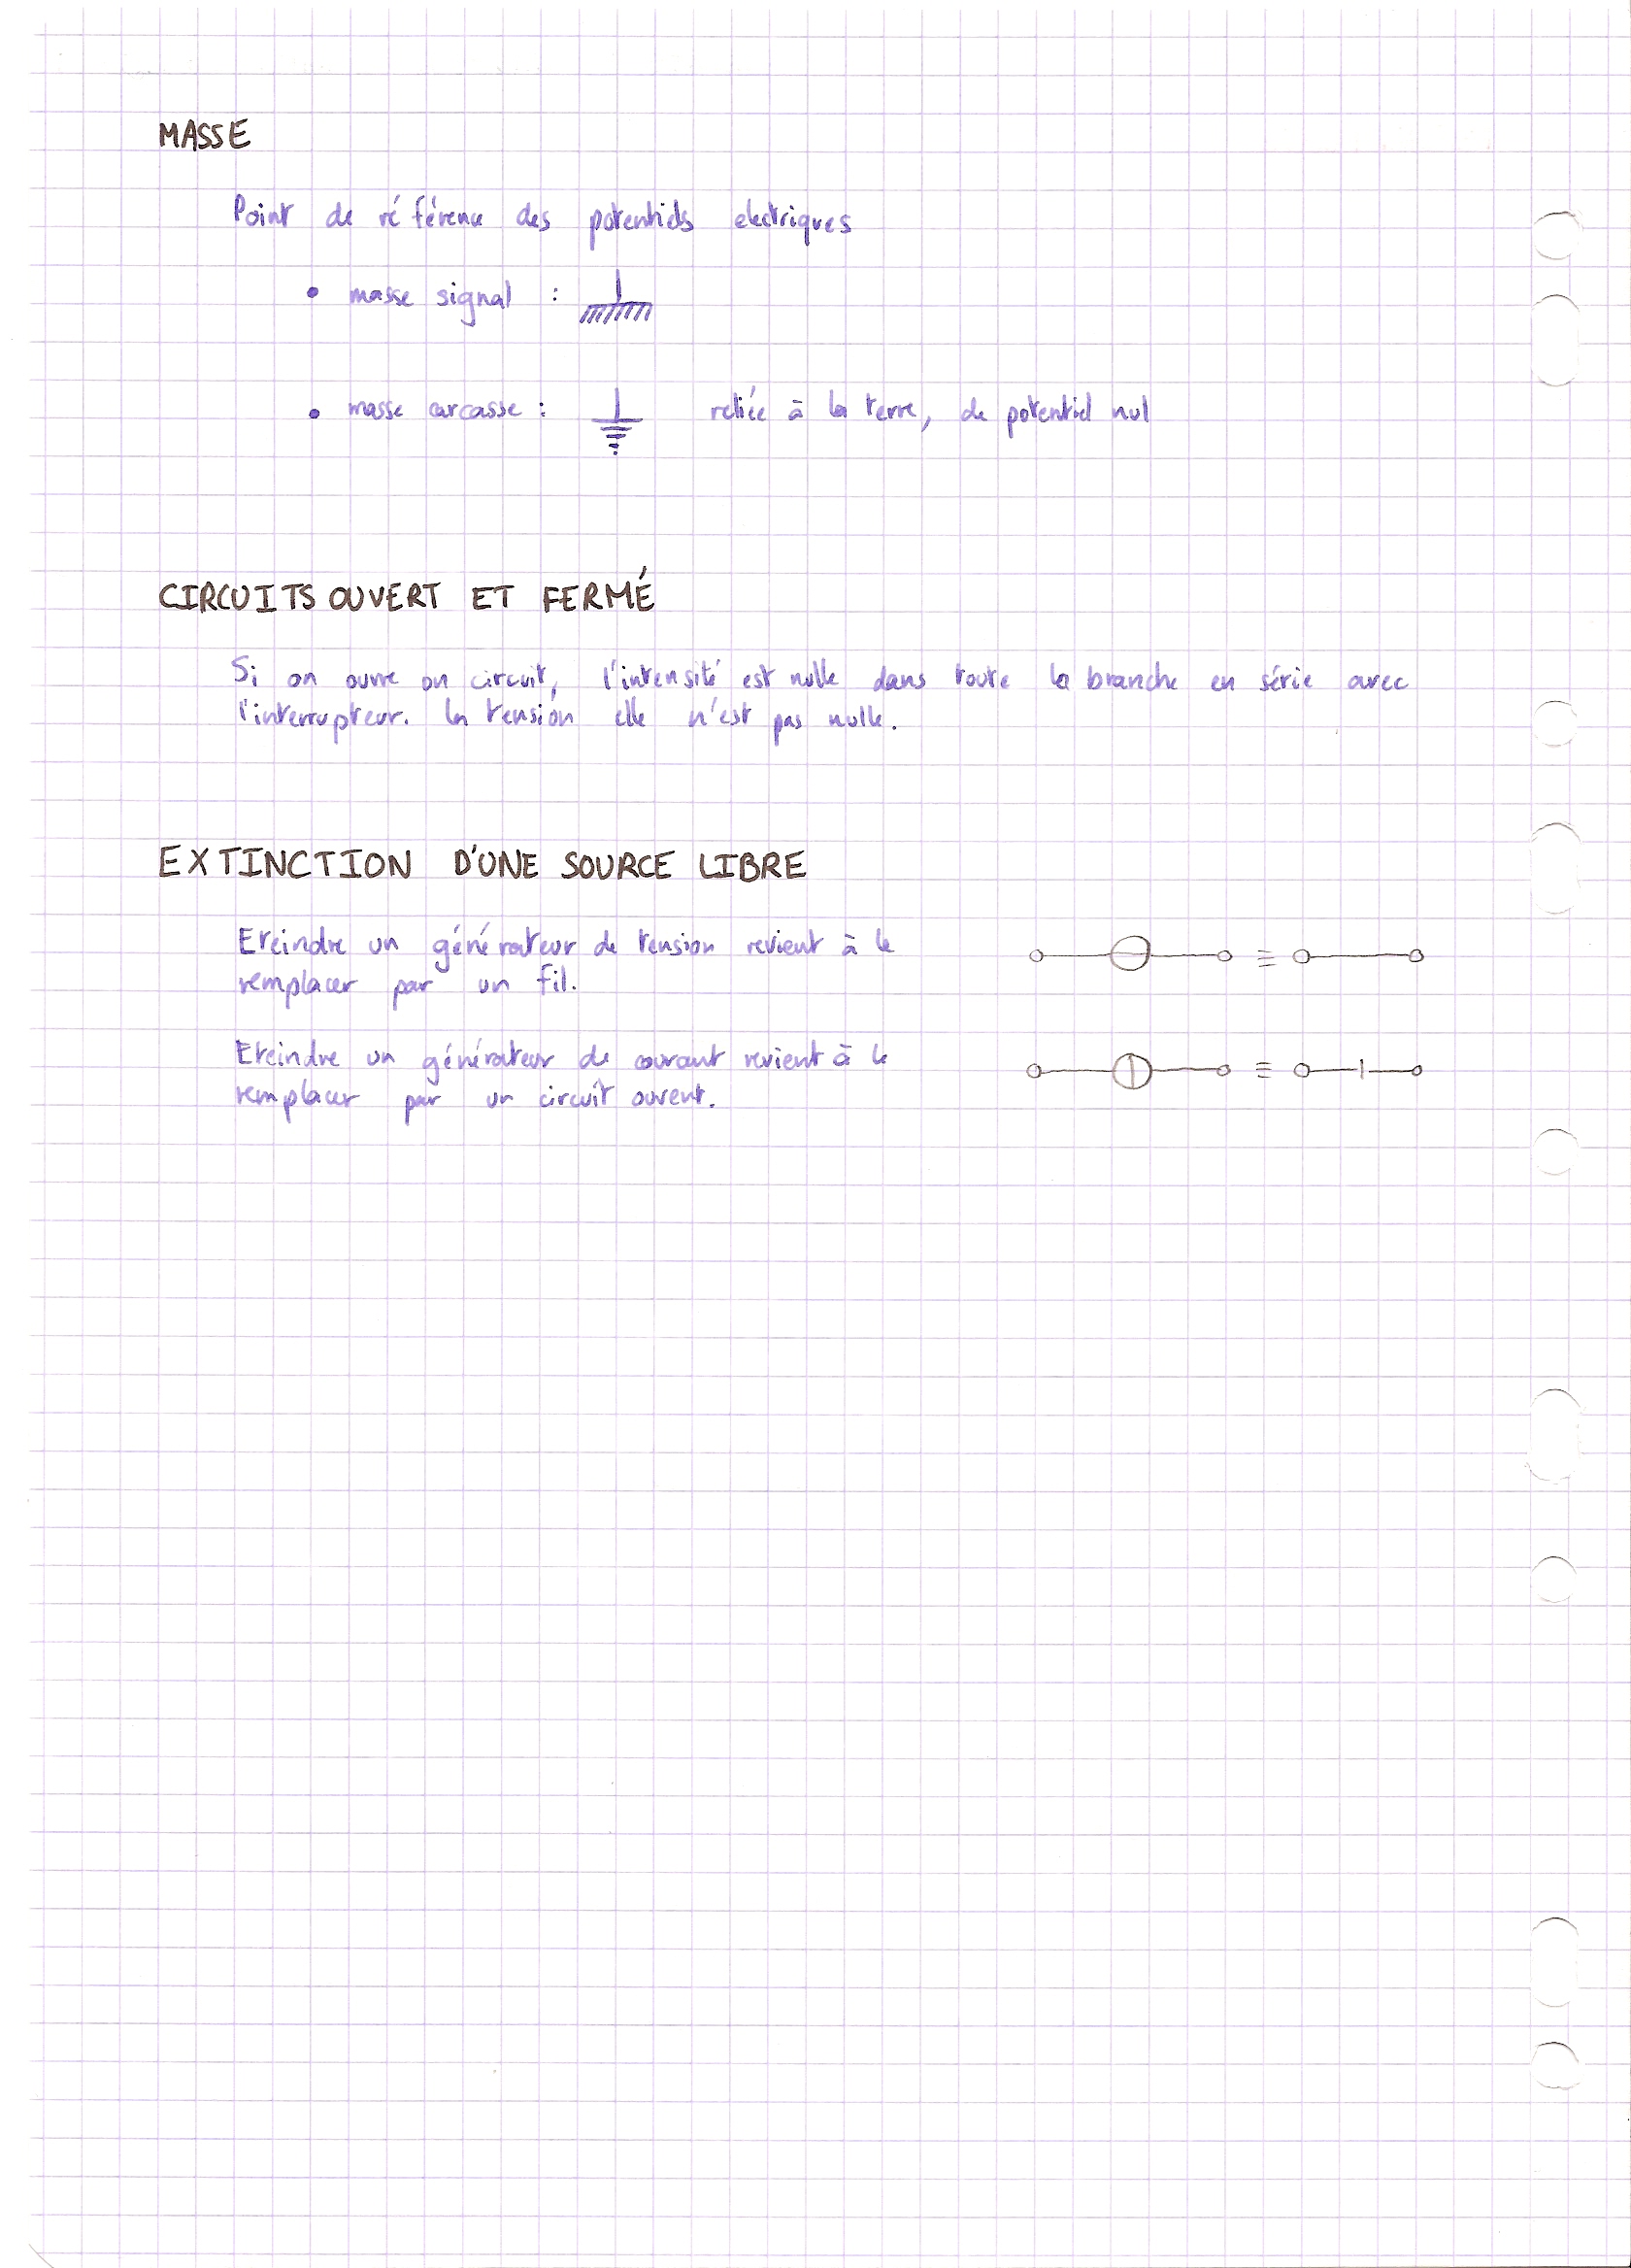 MASSE
Point de référence des potentiels electriques
• masse signal :
• masse carcasse : reliée à la terre, de potentiel nul
CIRCUITS OUVERT ET FERMÉ
Si on ouvre un circuit, l'intensité est nulle dans toute la branche en série avec
l'interrupteur. la tension elle n'est pas nulle.
EXTINCTION D'UNE SOURCE LIBRE
Eteindre un générateur de tension revient à le
remplacer par un fil.
≡
Eteindre un générateur de courant revient à le
remplacer par un circuit ouvert.
≡